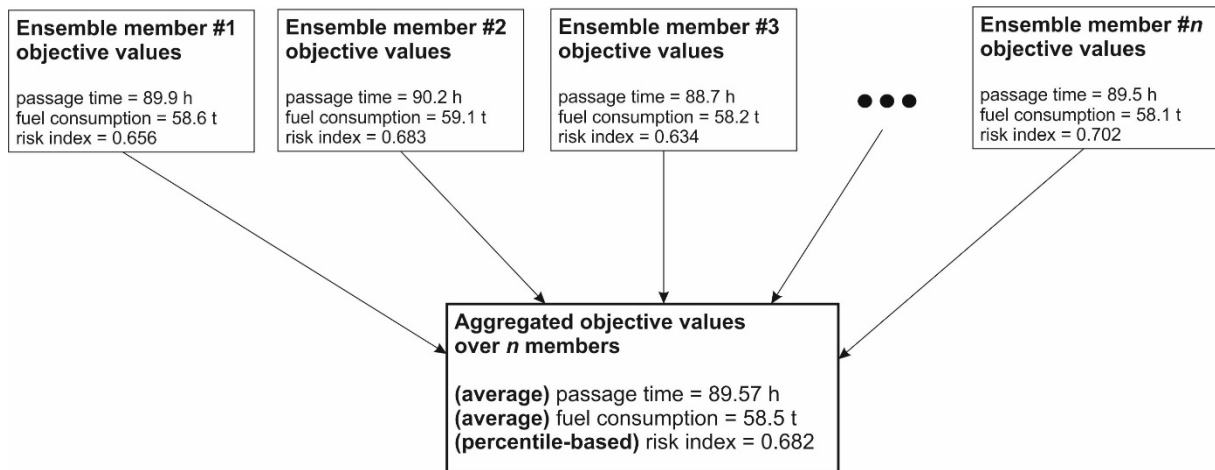 Ensemble member #1
objective values
passage time = 89.9 h
fuel consumption = 58.6 t
risk index = 0.656
Ensemble member #2
objective values
passage time = 90.2 h
fuel consumption = 59.1 t
risk index = 0.683
Ensemble member #3
objective values
passage time = 88.7 h
fuel consumption = 58.2 t
risk index = 0.634
Ensemble member #n
objective values
passage time = 89.5 h
fuel consumption = 58.1 t
risk index = 0.702
Aggregated objective values
over n members
(average) passage time = 89.57 h
(average) fuel consumption = 58.5 t
(percentile-based) risk index = 0.682